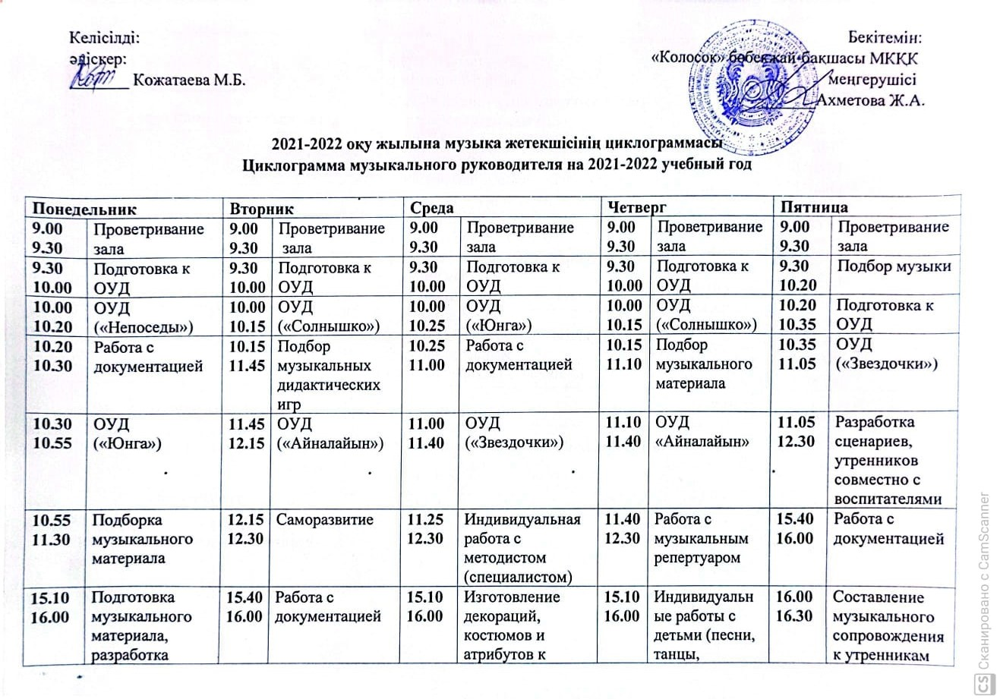 Келісілді:
әдіскер:
Кожатаева М.Б.
Бекітемін:
«Колосок» бөбекжай-бақшасы МКҚК
меңгерушісі
Ахметова Ж.А.
2021-2022 оқу жылына музыка жетекшісінің циклограммасы
Циклограмма музыкального руководителя на 2021-2022 учебный год
Понедельник Вторник Среда Четверг Пятница
9.00 Проветривание 9.00 Проветривание 9.00 Проветривание 9.00 Проветривание 9.00 Проветривание
9.30 зала 9.30 зала 9.30 зала 9.30 зала 9.30 зала
9.30 Подготовка к 9.30 Подготовка к 9.30 Подготовка к 9.30 Подготовка к 9.30 Подбор музыки
10.00 ОУД 10.00 ОУД 10.00 ОУД 10.00 ОУД 10.20
10.00 ОУД 10.00 ОУД 10.00 ОУД 10.00 ОУД 10.20 Подготовка к
10.20 («Непоседы») 10.15 («Солнышко») 10.25 («Юнга») 10.15 («Солнышко») 10.35 ОУД
10.20 Работа с 10.15 Подбор 10.25 Работа с 10.15 Подбор 10.35 ОУД
10.30 документацией 11.45 музыкальных 11.00 документацией 11.10 музыкального 11.05 («Звездочки»)
дидактических материала
игр
10.30 ОУД 11.45 ОУД 11.00 ОУД 11.10 ОУД 11.05 Разработка
10.55 («Юнга») 12.15 («Айналайын») 11.40 («Звездочки») 11.40 «Айналайын» 12.30 сценариев,
утренников
совместно с
воспитателями
10.55 Подборка 12.15 Саморазвитие 11.25 Индивидуальная 11.40 Работа с 15.40 Работа с
11.30 музыкального 12.30 12.30 работа с 12.30 музыкальным 16.00 документацией
материала методистом репертуаром
(специалистом)
15.10 Подготовка 15.40 Работа с 15.10 Изготовление 15.10 Индивидуальн 16.00 Составление
16.00 музыкального 16.00 документацией 16.00 декораций, 16.00 ые работы с 16.30 музыкального
материала, костюмов и детьми (песни, сопровождения
разработка атрибутов к танцы, к утренникам
CS Сканировано с CamScanner